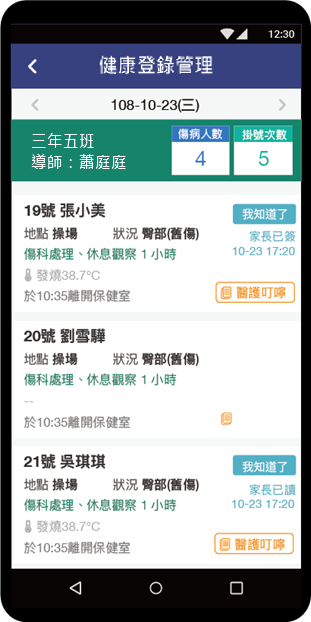 12:30
健康登錄管理
108-10-23(三)
三年五班
導師：蕭庭庭
傷病人數
4
掛號次數
5
19號 張小美
我知道了
地點 操場 狀況 臀部(舊傷)
家長已簽
傷科處理、休息觀察 1 小時
10-23 17:20
發燒38.7°C
於10:35離開保健室
醫護叮嚀
20號 劉雪驊
地點 操場 狀況 臀部(舊傷)
傷科處理、休息觀察 1 小時
--
於10:35離開保健室
21號 吳琪琪
我知道了
地點 操場 狀況 臀部(舊傷)
家長已讀
傷科處理、休息觀察 1 小時
10-23 17:20
發燒38.7°C
於10:35離開保健室
醫護叮嚀